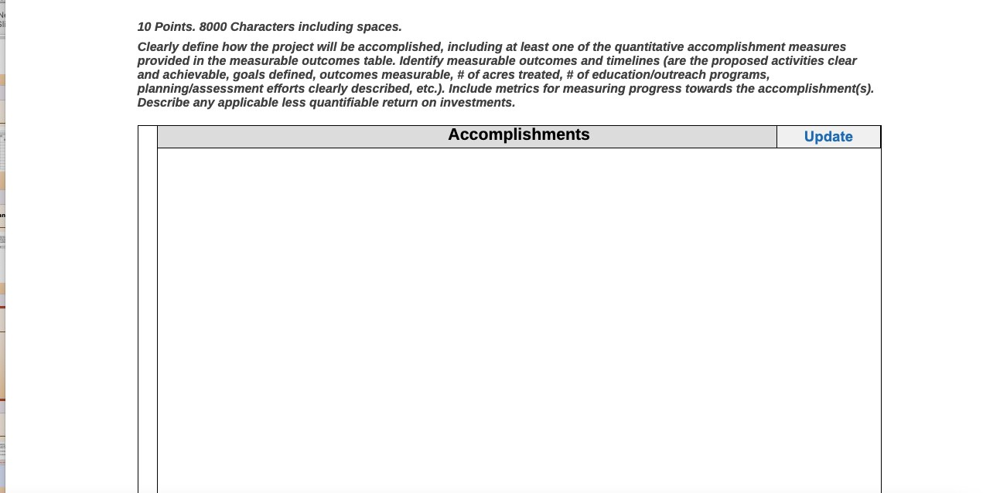 10 Points. 8000 Characters including spaces.
Clearly define how the project will be accomplished, including at least one of the quantitative accomplishment measures
provided in the measurable outcomes table. Identify measurable outcomes and timelines (are the proposed activities clear
and achievable, goals defined, outcomes measurable, # of acres treated, # of education/outreach programs,
planning/assessment efforts clearly described, etc.). Include metrics for measuring progress towards the accomplishment(s).
Describe any applicable less quantifiable return on investments.
Accomplishments
Update